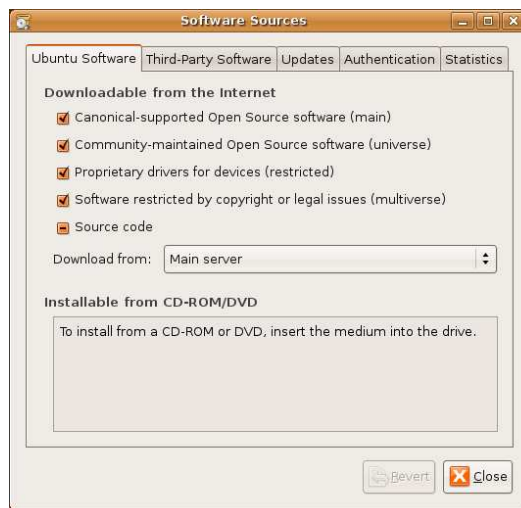 Software Sources
Ubuntu Software Third-Party Software Updates Authentication Statistics
Downloadable from the Internet
Canonical-supported Open Source software (main)
Community-maintained Open Source software (universe)
Proprietary drivers for devices (restricted)
Software restricted by copyright or legal issues (multiverse)
Source code
Download from: Main server
Installable from CD-ROM/DVD
To install from a CD-ROM or DVD, insert the medium into the drive.
Revert Close